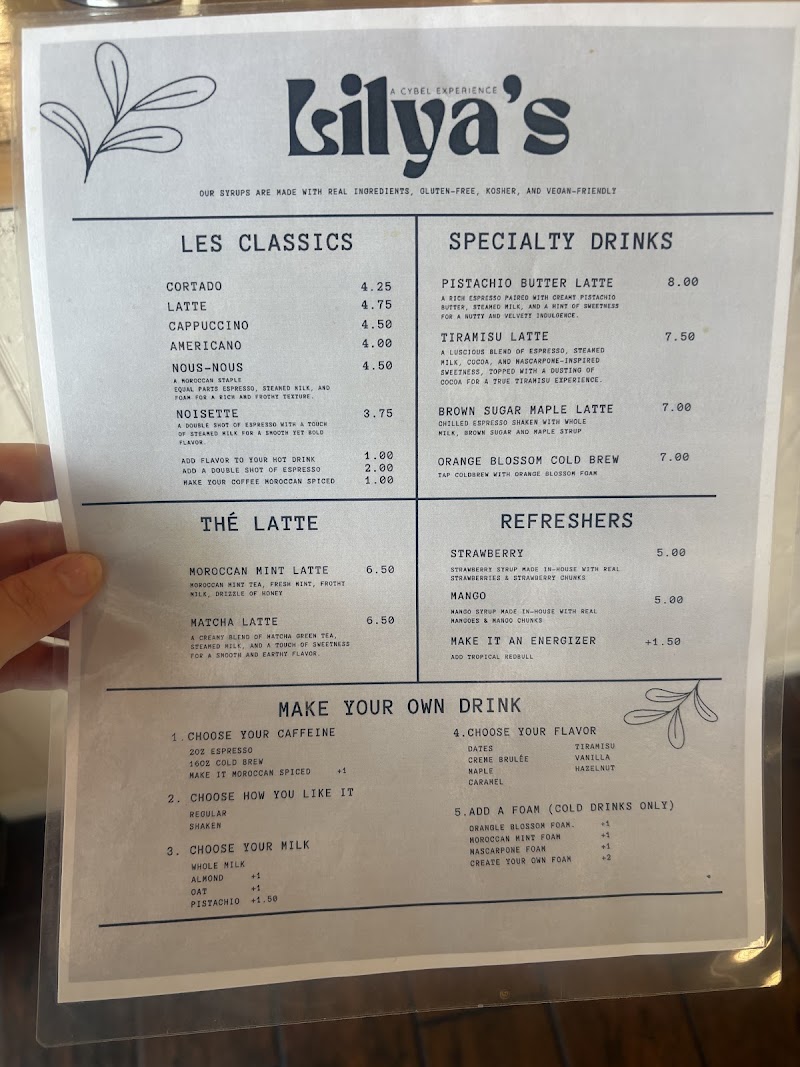 Lilya's
A CYBEL EXPERIENCE
OUR SYRUPS ARE MADE WITH REAL INGREDIENTS, GLUTEN-FREE, KOSHER, AND VEGAN-FRIENDLY
LES CLASSICS
CORTADO 4.25
LATTE 4.75
CAPPUCCINO 4.50
AMERICANO 4.00
NOUS-NOUS 4.50
A MOROCCAN STAPLE
EQUAL PARTS ESPRESSO, STEAMED MILK, AND
FOAM FOR A RICH AND FROTHY TEXTURE.
NOISETTE 3.75
A DOUBLE SHOT OF ESPRESSO WITH A TOUCH
OF STEAMED MILK FOR A SMOOTH YET BOLD
FLAVOR.
ADD FLAVOR TO YOUR HOT DRINK 1.00
ADD A DOUBLE SHOT OF ESPRESSO 2.00
MAKE YOUR COFFEE MOROCCAN SPICED 1.00
SPECIALTY DRINKS
PISTACHIO BUTTER LATTE 8.00
A RICH ESPRESSO PAIRED WITH CREAMY PISTACHIO
BUTTER, STEAMED MILK, AND A HINT OF SWEETNESS
FOR A NUTTY AND VELVETY INDULGENCE.
TIRAMISU LATTE 7.50
A LUSCIOUS BLEND OF ESPRESSO, STEAMED
MILK, COCOA, AND MASCARPONE-INSPIRED
SWEETNESS, TOPPED WITH A DUSTING OF
COCOA FOR A TRUE TIRAMISU EXPERIENCE.
BROWN SUGAR MAPLE LATTE 7.00
CHILLED ESPRESSO SHAKEN WITH WHOLE
MILK, BROWN SUGAR AND MAPLE SYRUP
ORANGE BLOSSOM COLD BREW 7.00
TAP COLDBREW WITH ORANGE BLOSSOM FOAM
THÉ LATTE
MOROCCAN MINT LATTE 6.50
MOROCCAN MINT TEA, FRESH MINT, FROTHY
MILK, DRIZZLE OF HONEY
MATCHA LATTE 6.50
A CREAMY BLEND OF MATCHA GREEN TEA,
STEAMED MILK, AND A TOUCH OF SWEETNESS
FOR A SMOOTH AND EARTHY FLAVOR.
REFRESHERS
STRAWBERRY 5.00
STRAWBERRY SYRUP MADE IN-HOUSE WITH REAL
STRAWBERRIES & STRAWBERRY CHUNKS
MANGO 5.00
MANGO SYRUP MADE IN-HOUSE WITH REAL
MANGOES & MANGO CHUNKS
MAKE IT AN ENERGIZER +1.50
ADD TROPICAL REDBULL
MAKE YOUR OWN DRINK
1. CHOOSE YOUR CAFFEINE
2OZ ESPRESSO
16OZ COLD BREW
MAKE IT MOROCCAN SPICED +1
2. CHOOSE HOW YOU LIKE IT
REGULAR
SHAKEN
3. CHOOSE YOUR MILK
WHOLE MILK
ALMOND +1
OAT +1
PISTACHIO +1.50
4.CHOOSE YOUR FLAVOR
DATES TIRAMISU
CREME BRULÉE VANILLA
MAPLE HAZELNUT
CARAMEL
5.ADD A FOAM (COLD DRINKS ONLY)
ORANGLE BLOSSOM FOAM. +1
MOROCCAN MINT FOAM +1
MASCARPONE FOAM +1
CREATE YOUR OWN FOAM +2